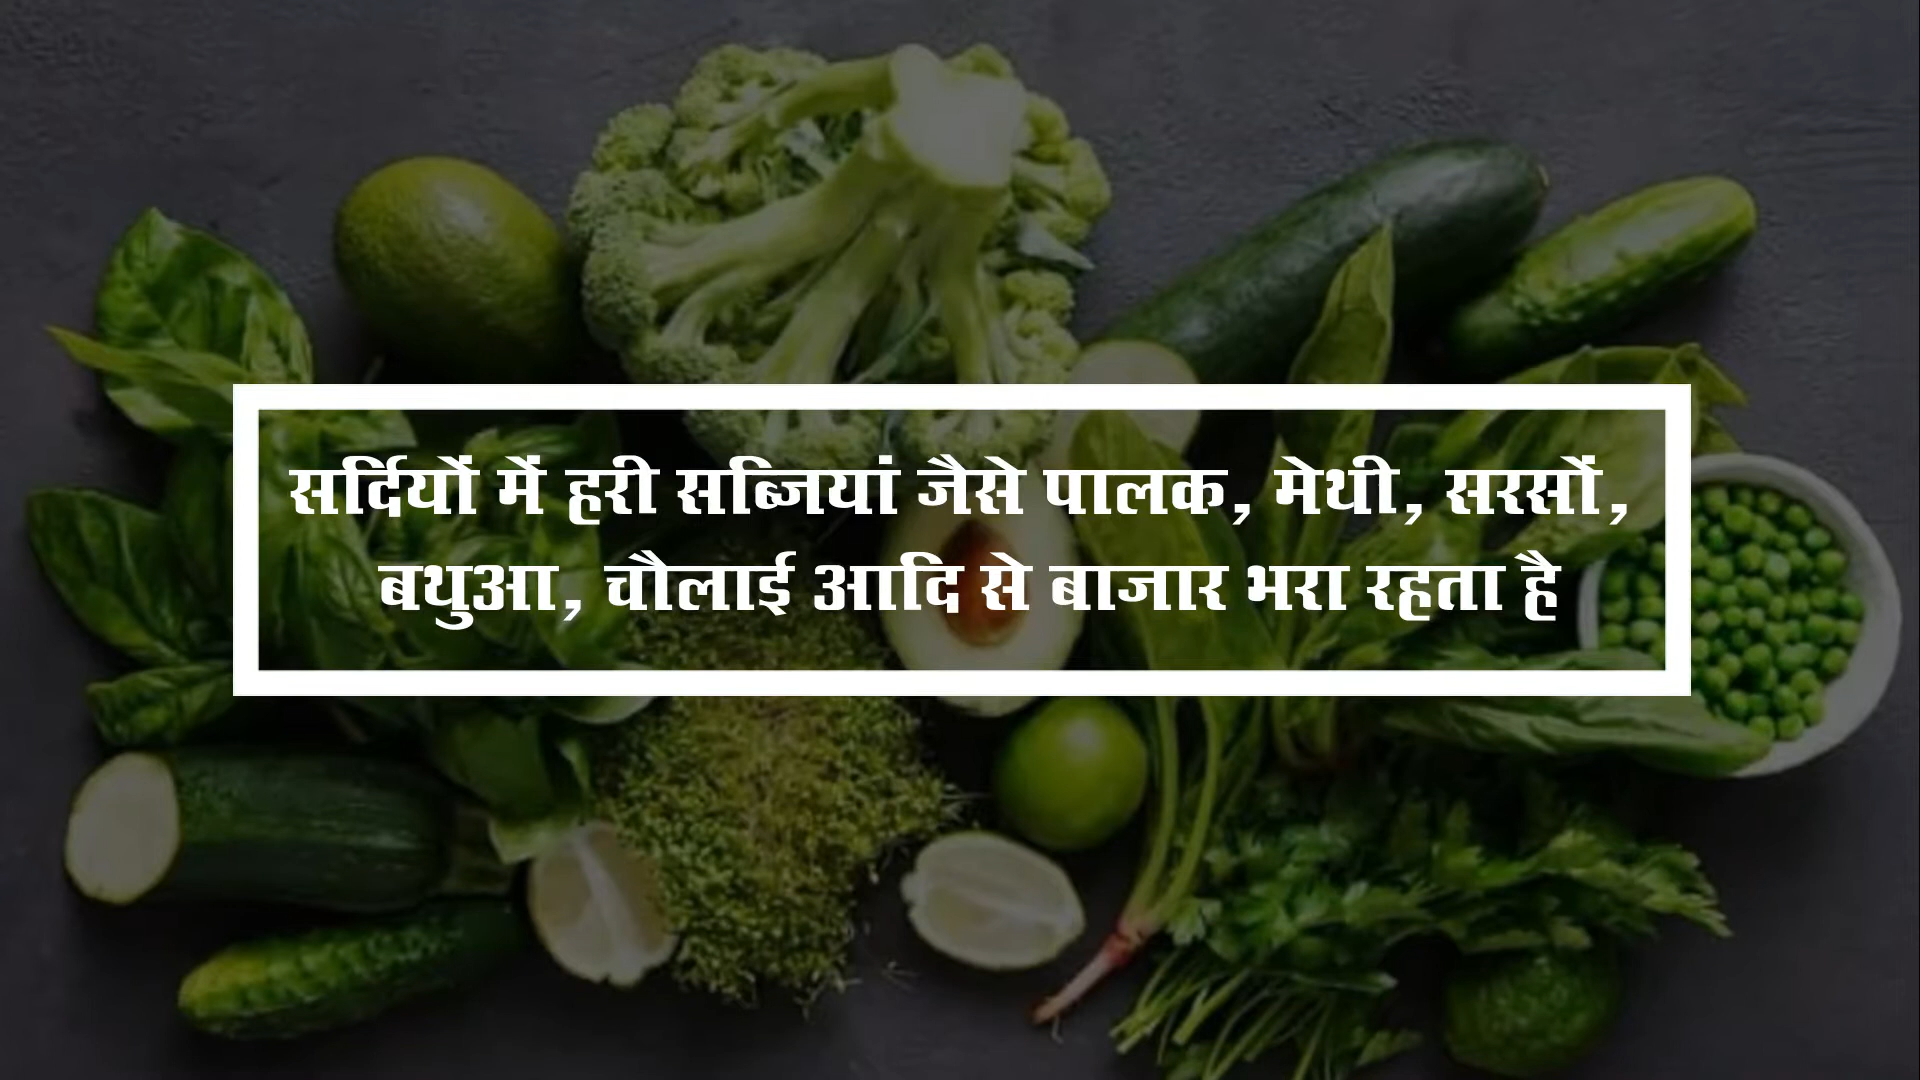 सर्दियों में हरी सब्जियां जैसे पालक, मेथी, सरसों,
बथुआ, चौलाई आदि से बाजार भरा रहता है